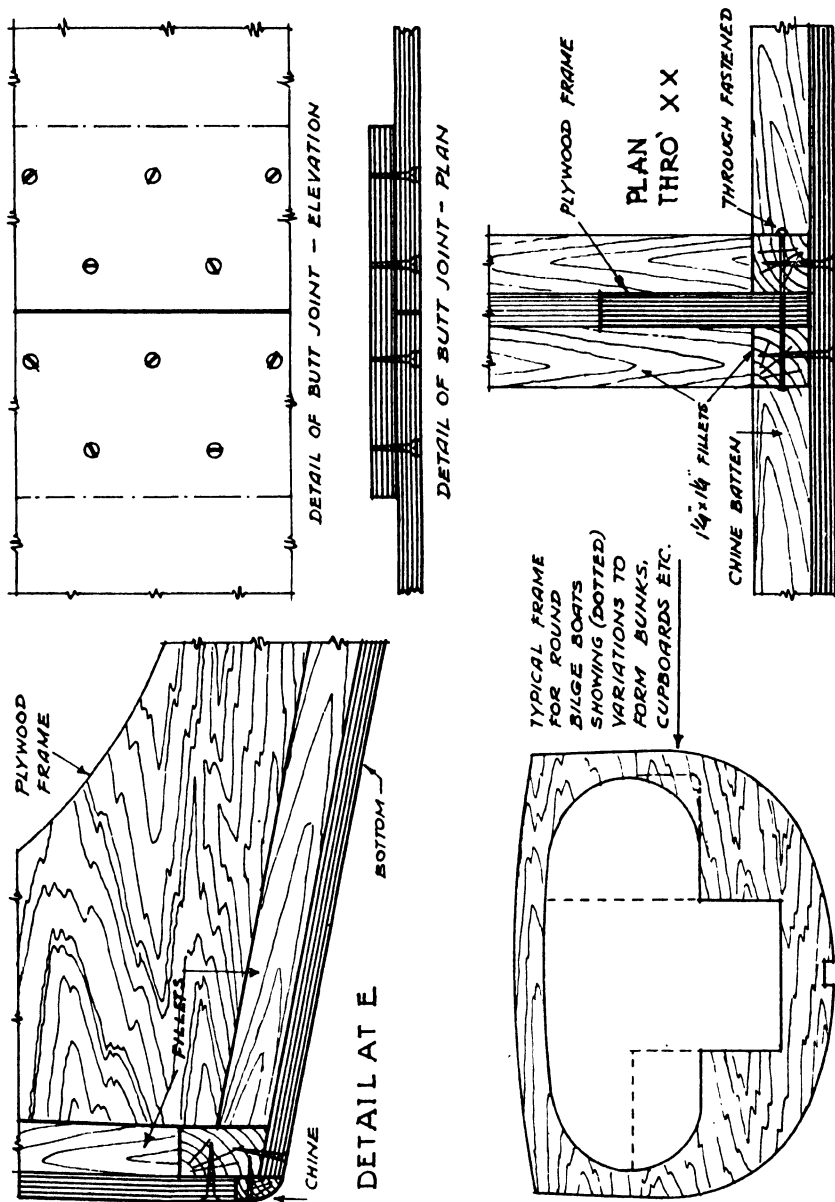 PLYWOOD
FRAME
FILLETS
BOTTOM
CHINE
DETAIL AT E
DETAIL OF BUTT JOINT - ELEVATION
DETAIL OF BUTT JOINT - PLAN
TYPICAL FRAME
FOR ROUND
BILGE BOATS
SHOWING (DOTTED)
VARIATIONS TO
FORM BUNKS,
CUPBOARDS ETC.
PLYWOOD FRAME
PLAN
THRO' XX
1¼" x 1¼" FILLETS
CHINE BATTEN
THROUGH FASTENED